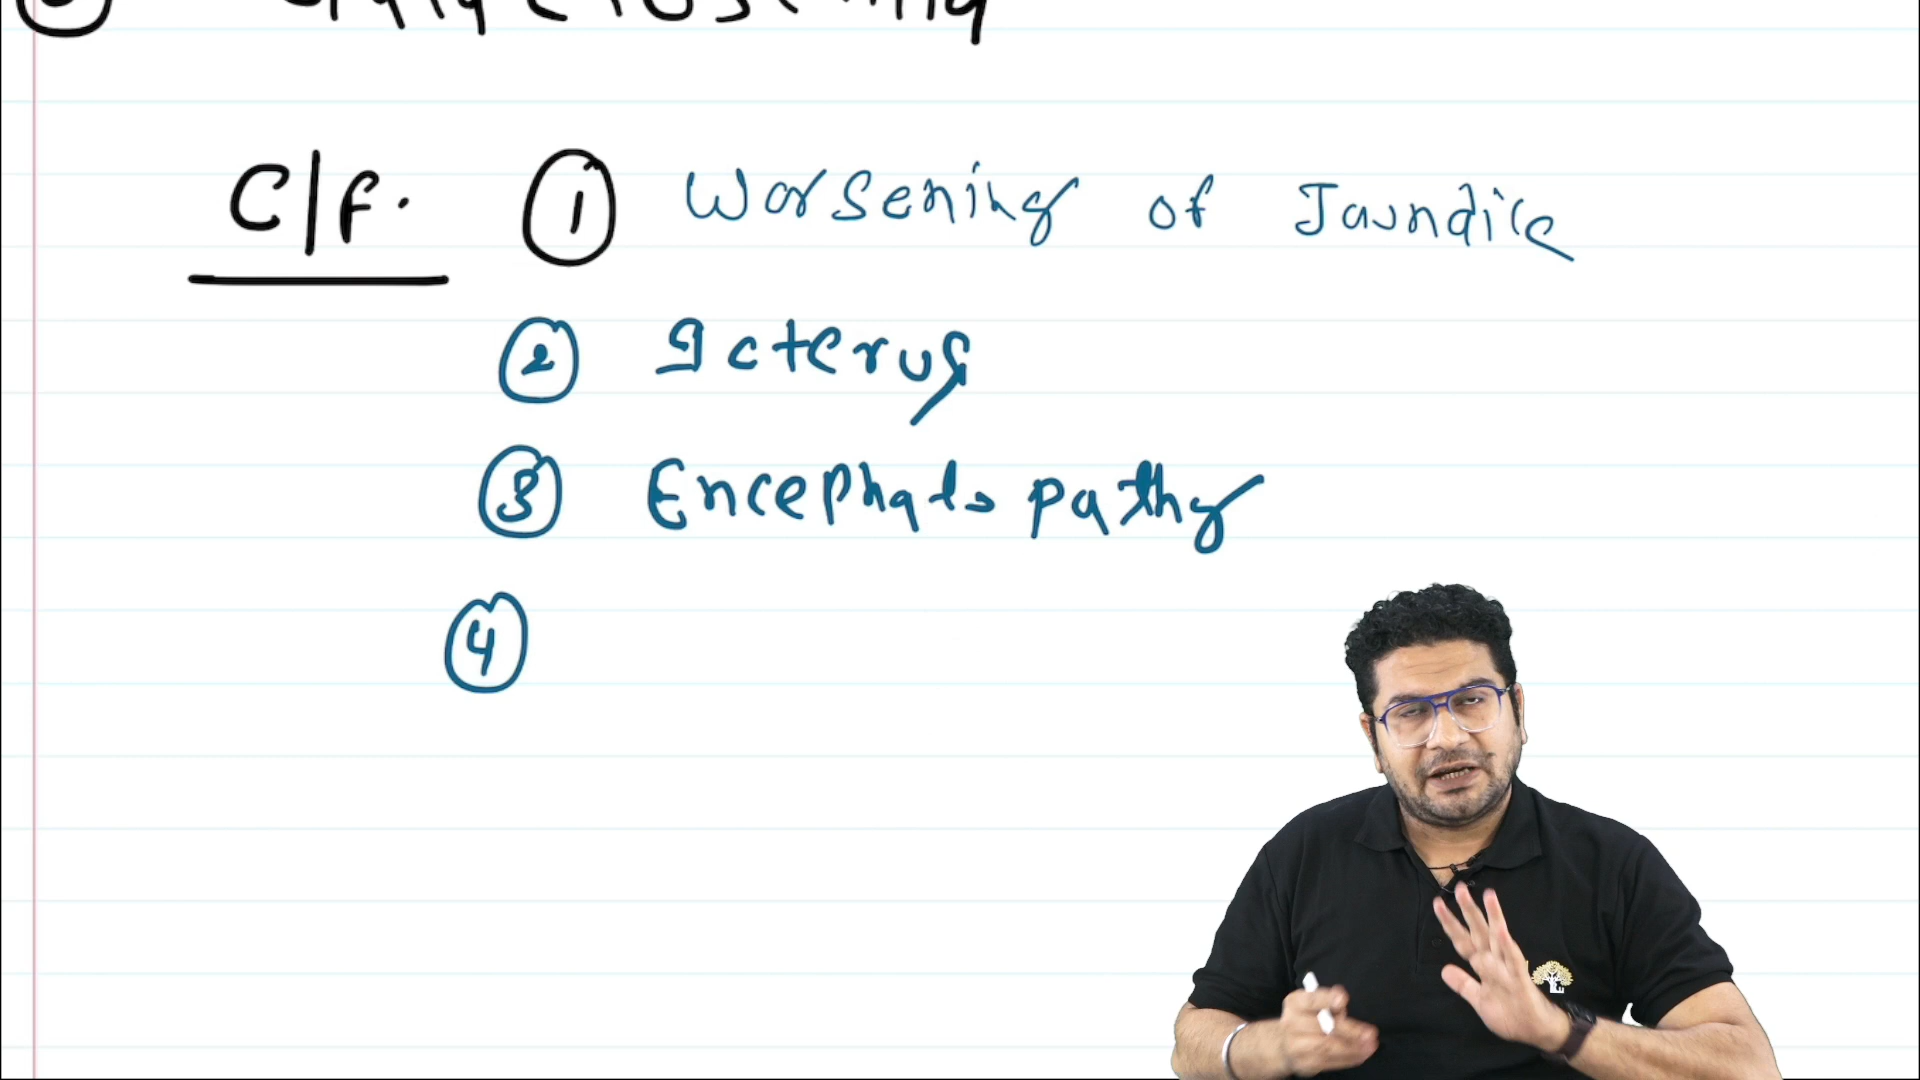 C/f. ① Worsening of Jaundice
② Icterus
③ Encephalopathy
④